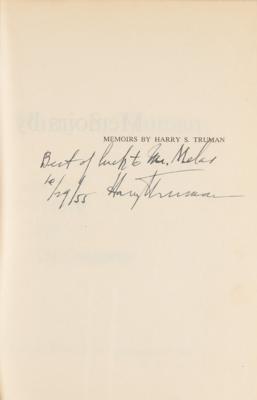 MEMOIRS BY HARRY S. TRUMAN
Best of luck to Mr. Melas
10/29/55 Harry Truman